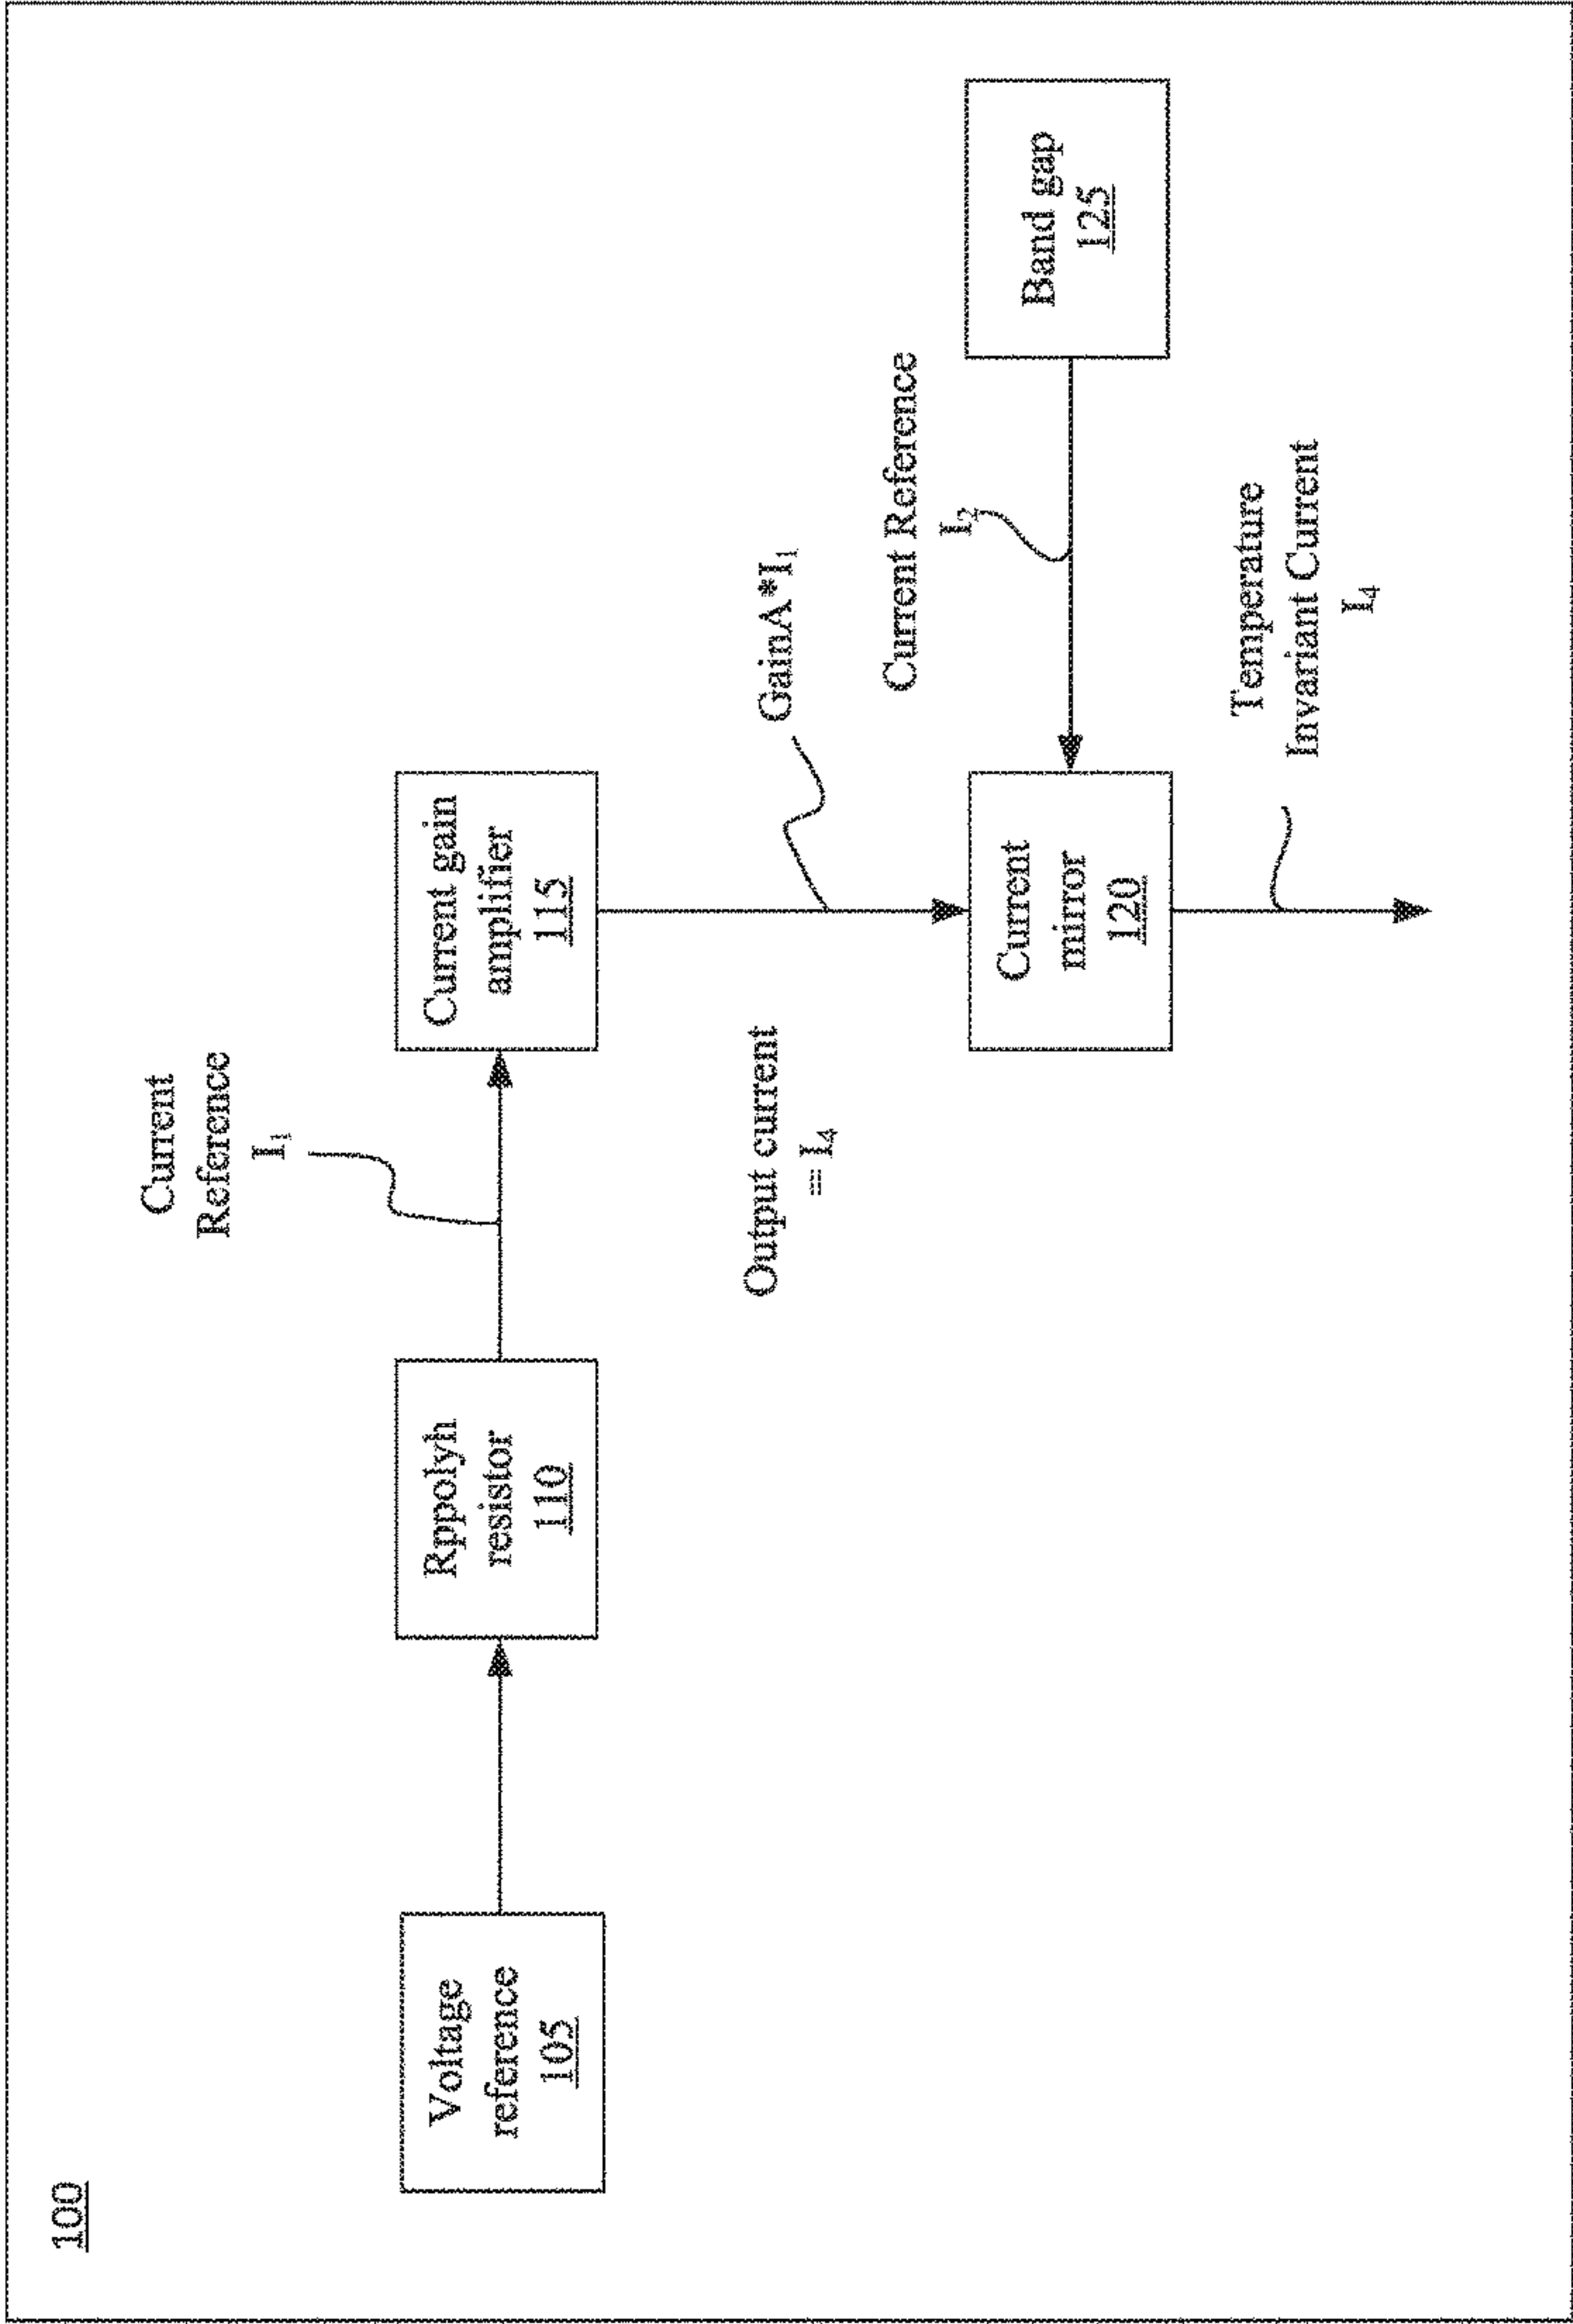 100
Voltage
reference
105
Rppolyh
resistor
110
Current
Reference
I₁
Current gain
amplifier
115
Output current
= I₄
GainA*I₁
Current
mirror
120
Current Reference
I₂
Band gap
125
Temperature
Invariant Current
I₄